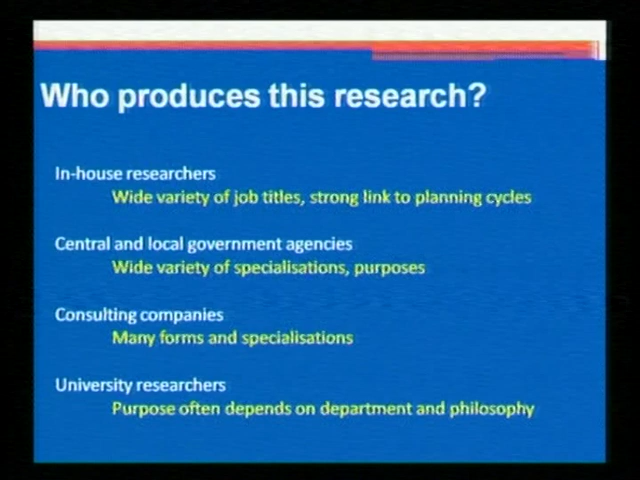 Who produces this research?
In-house researchers
Wide variety of job titles, strong link to planning cycles
Central and local government agencies
Wide variety of specialisations, purposes
Consulting companies
Many forms and specialisations
University researchers
Purpose often depends on department and philosophy